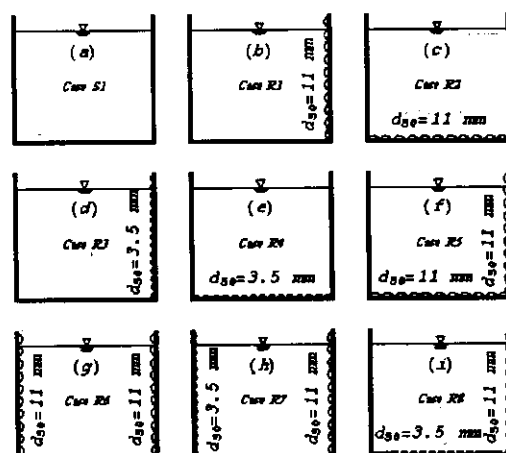 (a)
Case S1
(b)
Case R1
d50=11 mm
(c)
Case R2
d50=11 mm
(d)
Case R3
d50=3.5 mm
(e)
Case R4
d50=3.5 mm
(f)
Case R5
d50=11 mm
d50=11 mm
(g)
Case R6
d50=11 mm
d50=11 mm
(h)
Case R7
d50=3.5 mm
d50=11 mm
(i)
Case R8
d50=3.5 mm
d50=11 mm